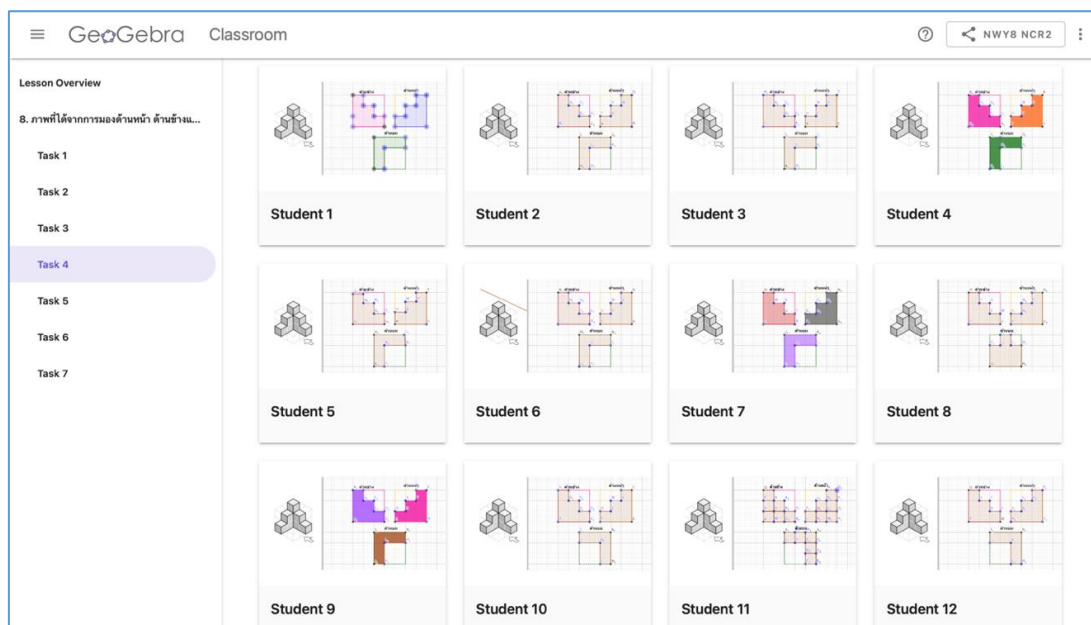 GeoGebra Classroom
NWY8 NCR2
Lesson Overview
8. ภาพที่ได้จากการมองด้านหน้า ด้านข้างแ...
Task 1
Task 2
Task 3
Task 4
Task 5
Task 6
Task 7
Student 1
Student 2
Student 3
Student 4
Student 5
Student 6
Student 7
Student 8
Student 9
Student 10
Student 11
Student 12